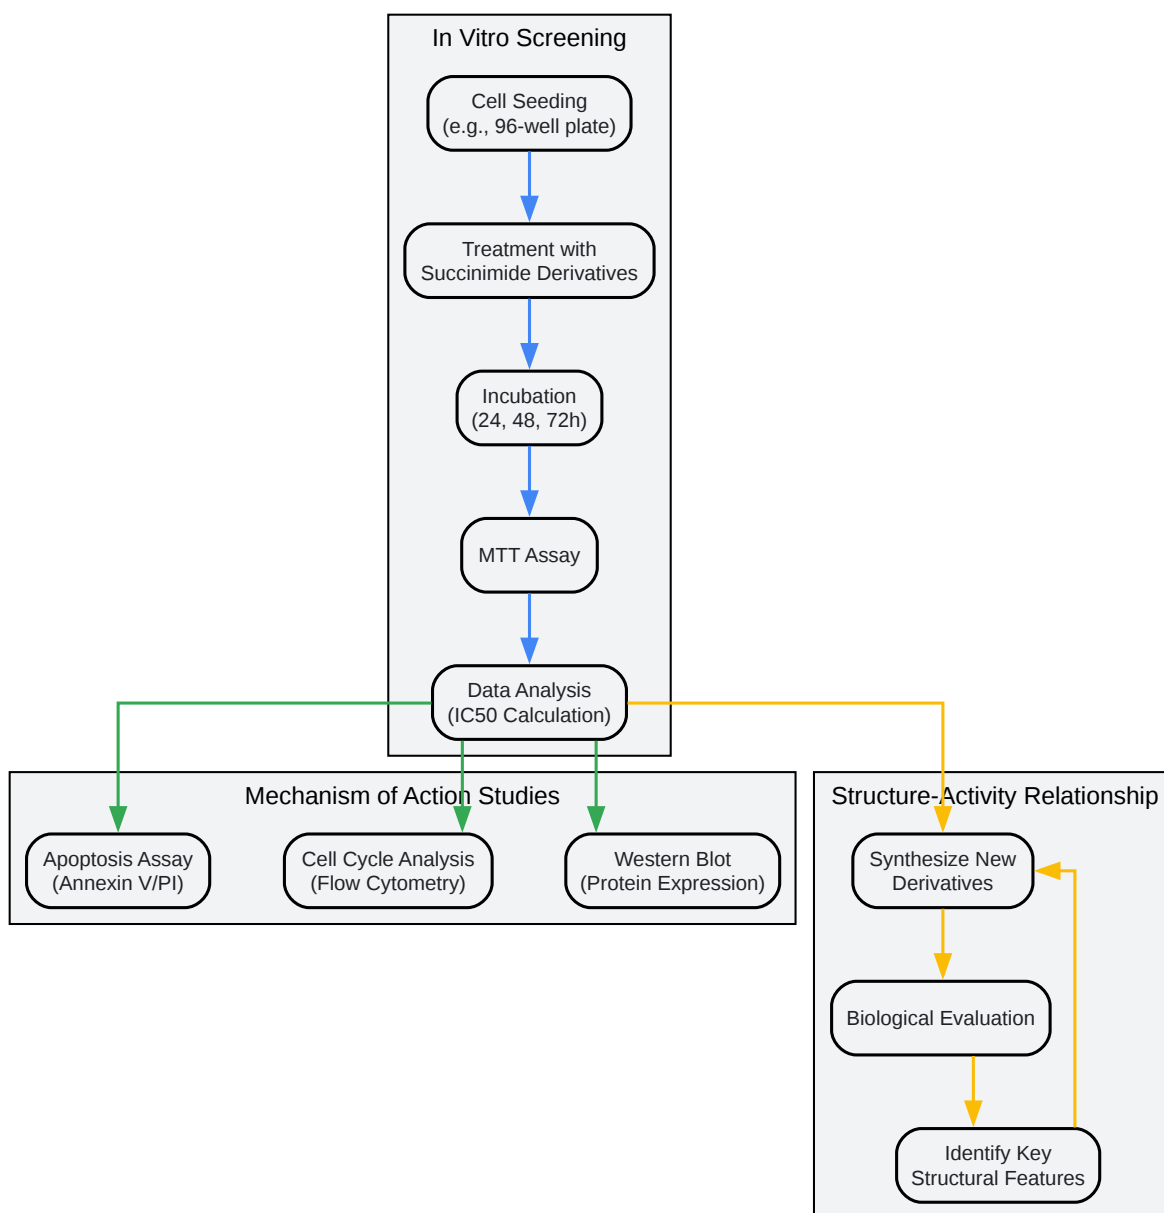 In Vitro Screening
Cell Seeding
(e.g., 96-well plate)
Treatment with
Succinimide Derivatives
Incubation
(24, 48, 72h)
MTT Assay
Data Analysis
(IC50 Calculation)
Mechanism of Action Studies
Apoptosis Assay
(Annexin V/PI)
Cell Cycle Analysis
(Flow Cytometry)
Western Blot
(Protein Expression)
Structure-Activity Relationship
Synthesize New
Derivatives
Biological Evaluation
Identify Key
Structural Features